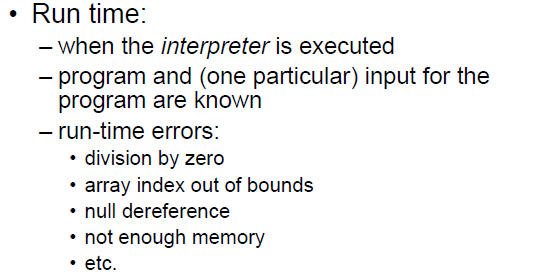 • Run time:
– when the interpreter is executed
– program and (one particular) input for the
program are known
– run-time errors:
• division by zero
• array index out of bounds
• null dereference
• not enough memory
• etc.